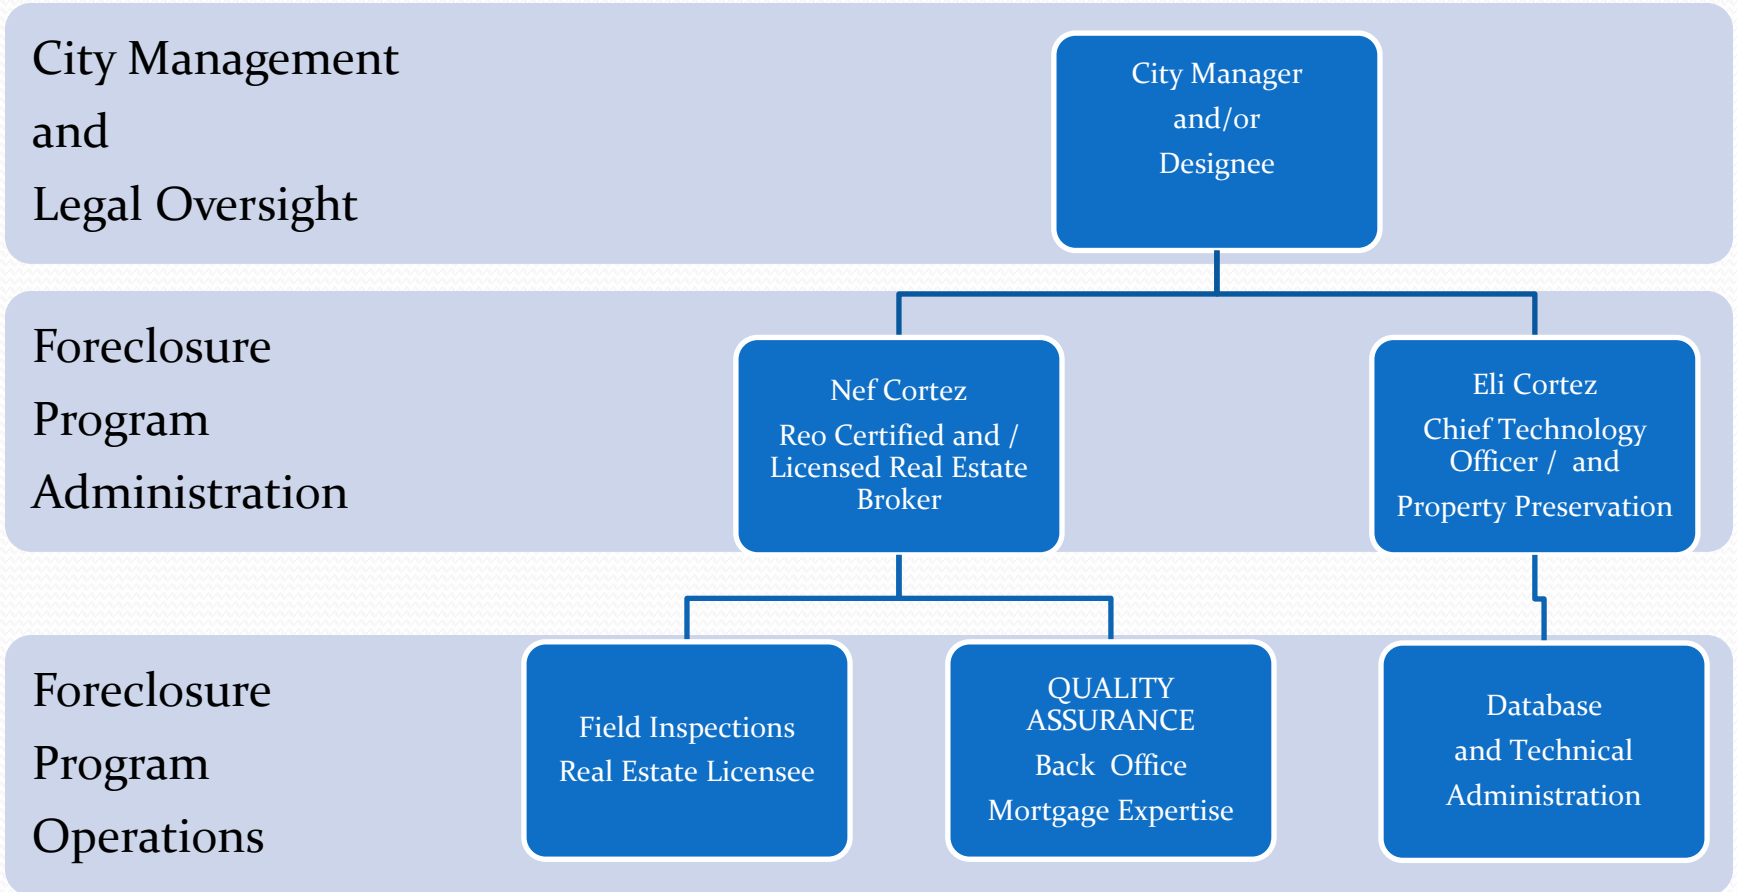 City Management
and
Legal Oversight
City Manager
and/or
Designee
Foreclosure
Program
Administration
Nef Cortez
Reo Certified and /
Licensed Real Estate
Broker
Eli Cortez
Chief Technology
Officer /  and
Property Preservation
Foreclosure
Program
Operations
Field Inspections
Real Estate Licensee
QUALITY
ASSURANCE
Back  Office
Mortgage Expertise
Database
and Technical
Administration